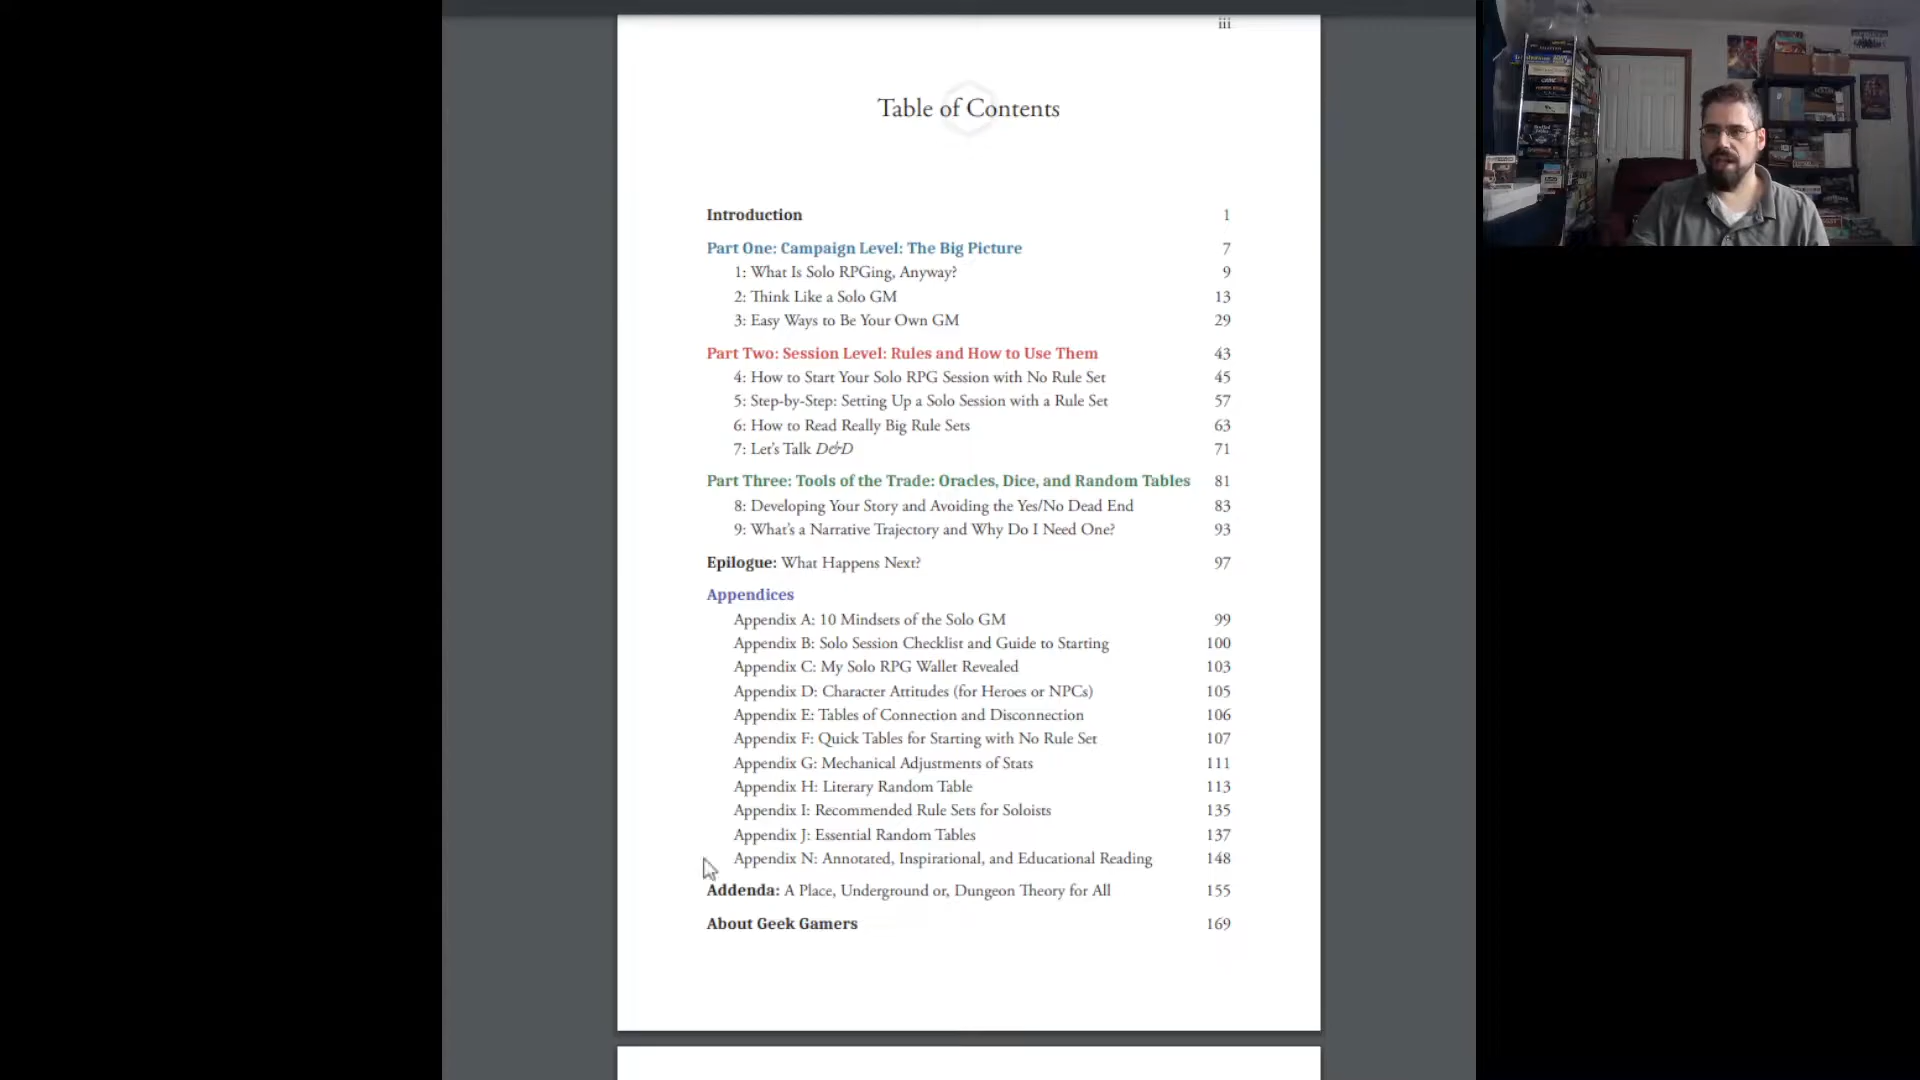 iii
Table of Contents
Introduction 1
Part One: Campaign Level: The Big Picture 7
1: What Is Solo RPGing, Anyway? 9
2: Think Like a Solo GM 13
3: Easy Ways to Be Your Own GM 29
Part Two: Session Level: Rules and How to Use Them 43
4: How to Start Your Solo RPG Session with No Rule Set 45
5: Step-by-Step: Setting Up a Solo Session with a Rule Set 57
6: How to Read Really Big Rule Sets 63
7: Let's Talk D&D 71
Part Three: Tools of the Trade: Oracles, Dice, and Random Tables 81
8: Developing Your Story and Avoiding the Yes/No Dead End 83
9: What's a Narrative Trajectory and Why Do I Need One? 93
Epilogue: What Happens Next? 97
Appendices
Appendix A: 10 Mindsets of the Solo GM 99
Appendix B: Solo Session Checklist and Guide to Starting 100
Appendix C: My Solo RPG Wallet Revealed 103
Appendix D: Character Attitudes (for Heroes or NPCs) 105
Appendix E: Tables of Connection and Disconnection 106
Appendix F: Quick Tables for Starting with No Rule Set 107
Appendix G: Mechanical Adjustments of Stats 111
Appendix H: Literary Random Table 113
Appendix I: Recommended Rule Sets for Soloists 135
Appendix J: Essential Random Tables 137
Appendix N: Annotated, Inspirational, and Educational Reading 148
Addenda: A Place, Underground or, Dungeon Theory for All 155
About Geek Gamers 169